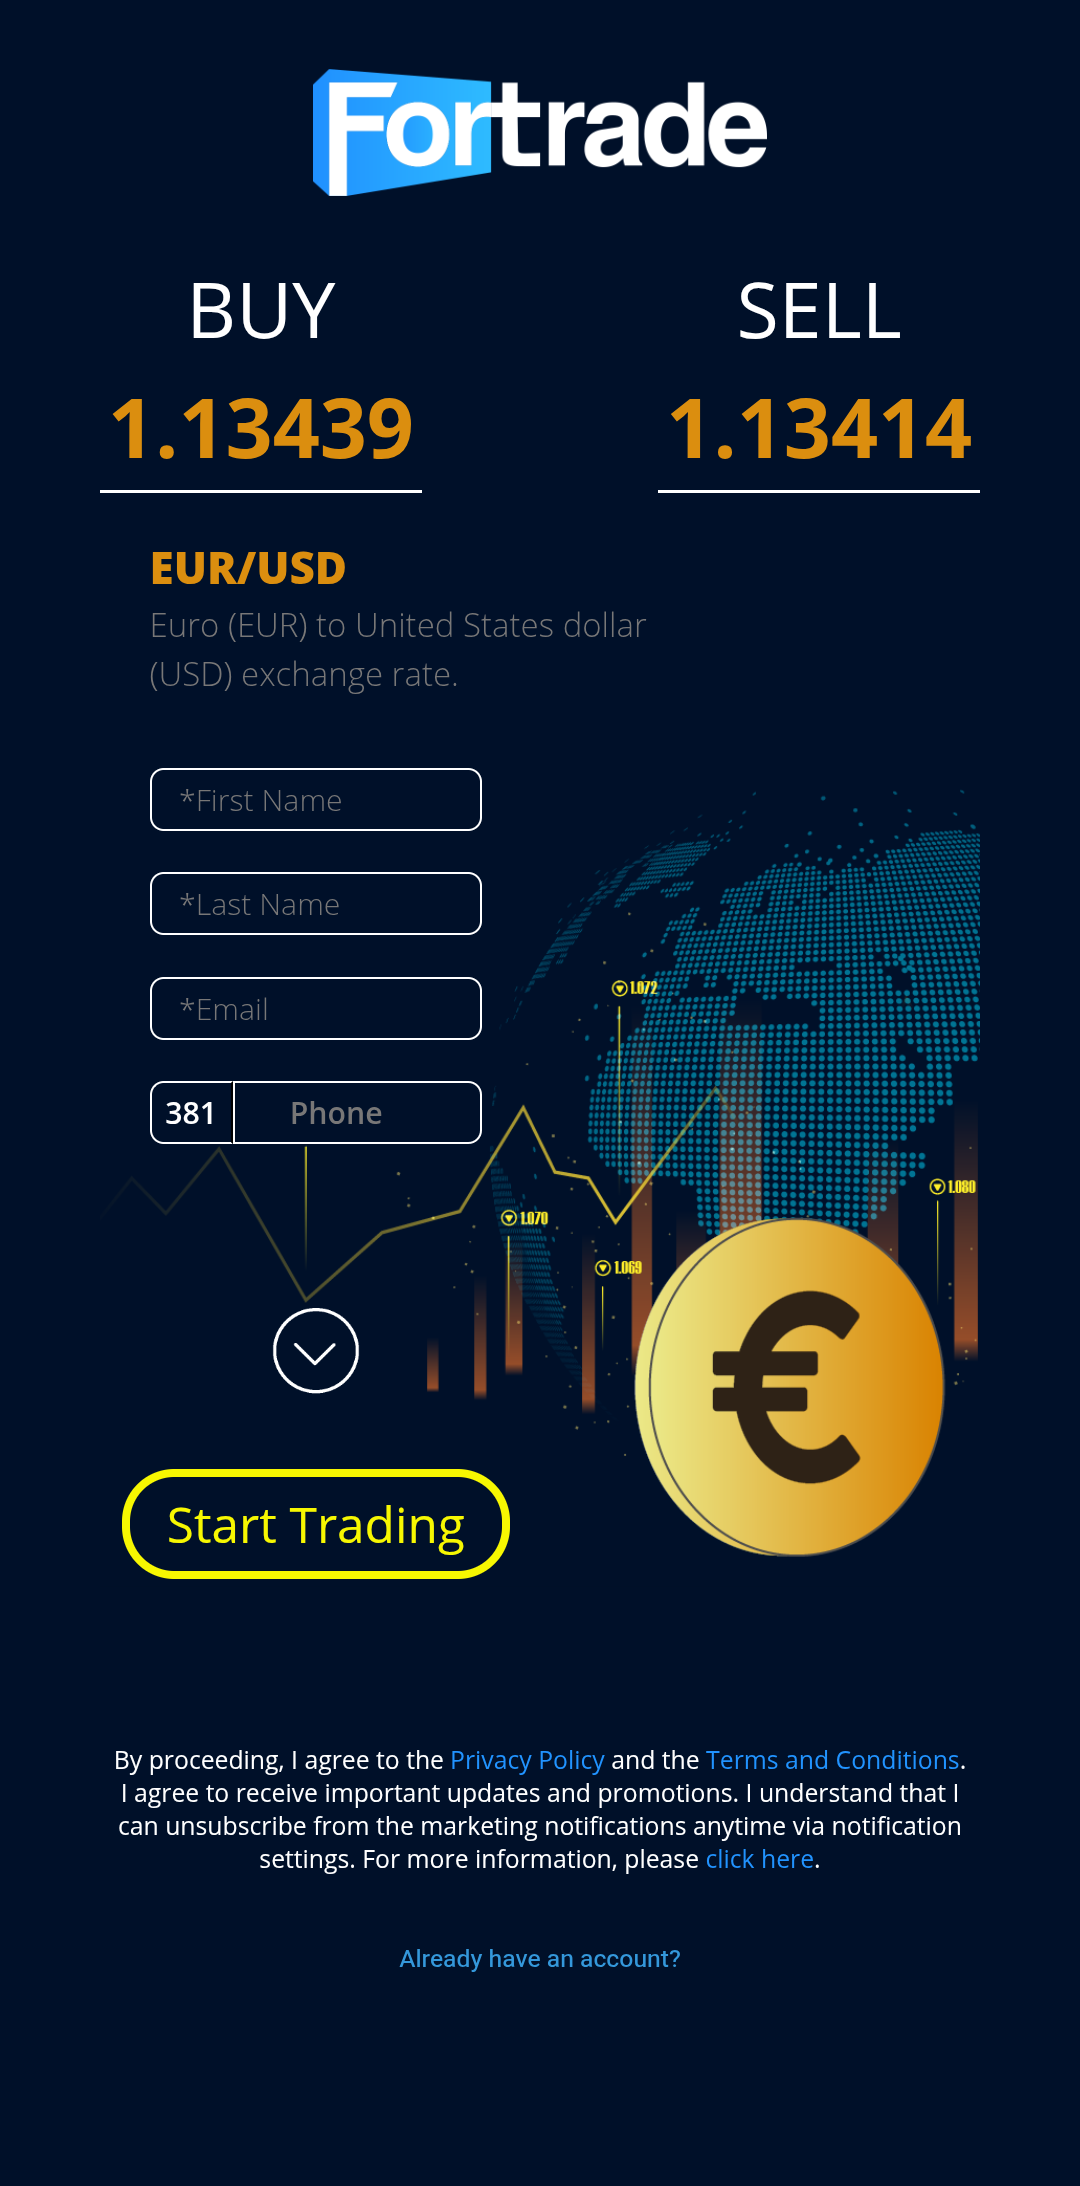 Fortrade
BUY
SELL
1.13439
1.13414
EUR/USD
Euro (EUR) to United States dollar
(USD) exchange rate.
*First Name
*Last Name
*Email
381
Phone
1.072
1.080
1.070
1.069
€
Start Trading
By proceeding, I agree to the Privacy Policy and the Terms and Conditions.
I agree to receive important updates and promotions. I understand that I
can unsubscribe from the marketing notifications anytime via notification
settings. For more information, please click here.
Already have an account?